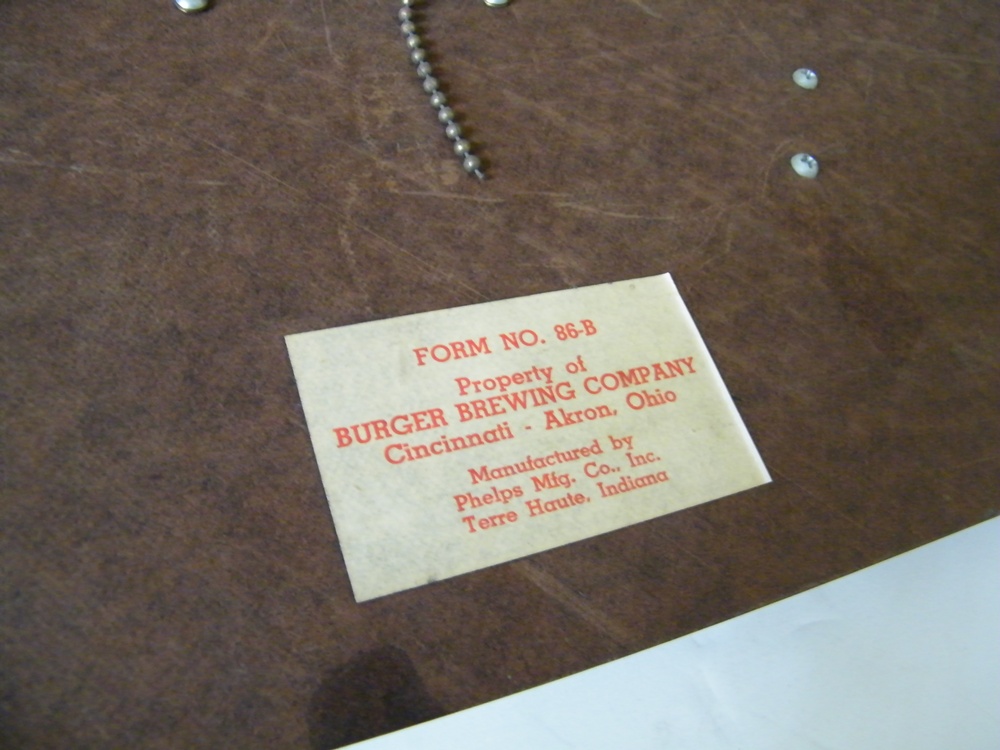 FORM NO. 86-B
Property of
BURGER BREWING COMPANY
Cincinnati - Akron, Ohio
Manufactured by
Phelps Mfg. Co., Inc.
Terre Haute, Indiana